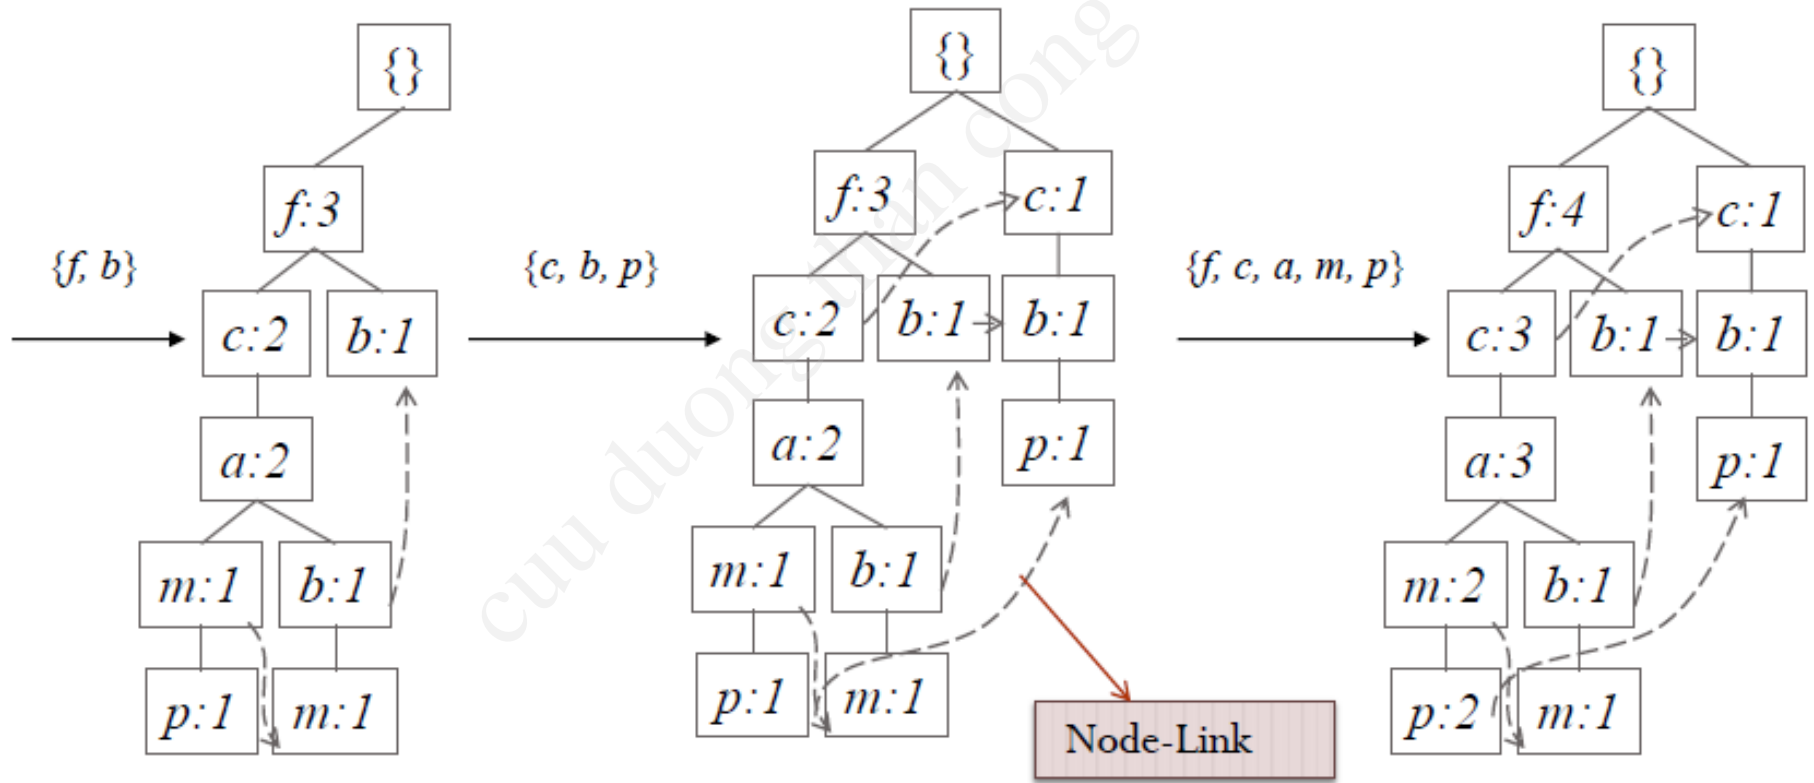 {}
f:3
{f, b}
c:2
b:1
a:2
m:1
b:1
p:1
m:1
{}
f:3
c:1
{c, b, p}
c:2
b:1
b:1
a:2
p:1
m:1
b:1
p:1
m:1
Node-Link
{}
f:4
c:1
{f, c, a, m, p}
c:3
b:1
b:1
a:3
p:1
m:2
b:1
p:2
m:1
cuu duong than cong